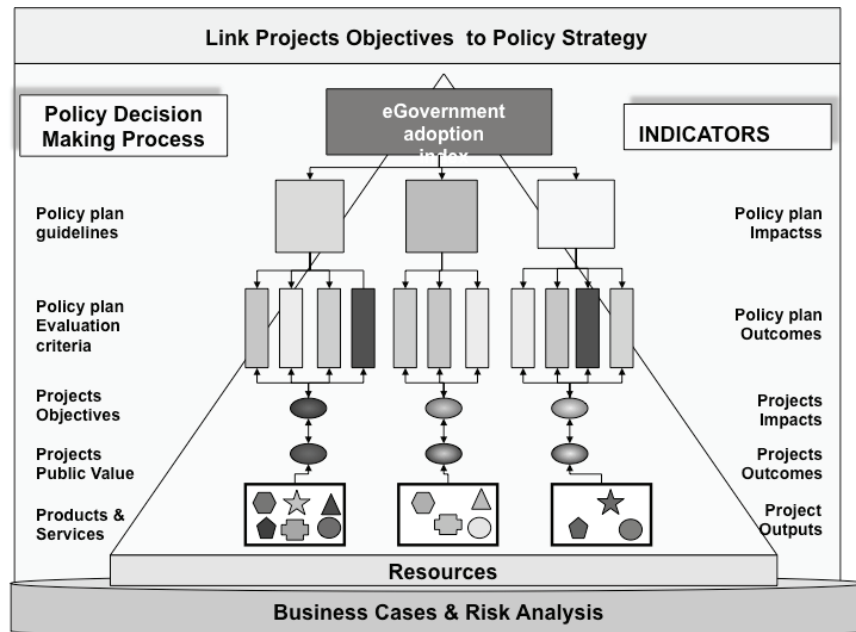 Link Projects Objectives to Policy Strategy
Policy Decision
Making Process
eGovernment
adoption
index
INDICATORS
Policy plan
guidelines
Policy plan
Impactss
Policy plan
Evaluation
criteria
Policy plan
Outcomes
Projects
Objectives
Projects
Impacts
Projects
Public Value
Projects
Outcomes
Products &
Services
Project
Outputs
Resources
Business Cases & Risk Analysis